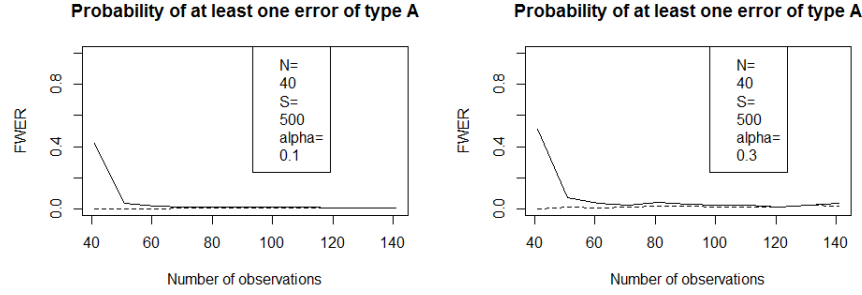 Probability of at least one error of type A
FWER
0.0 0.4 0.8
N=
40
S=
500
alpha=
0.1
40 60 80 100 120 140
Number of observations
Probability of at least one error of type A
FWER
0.0 0.4 0.8
N=
40
S=
500
alpha=
0.3
40 60 80 100 120 140
Number of observations